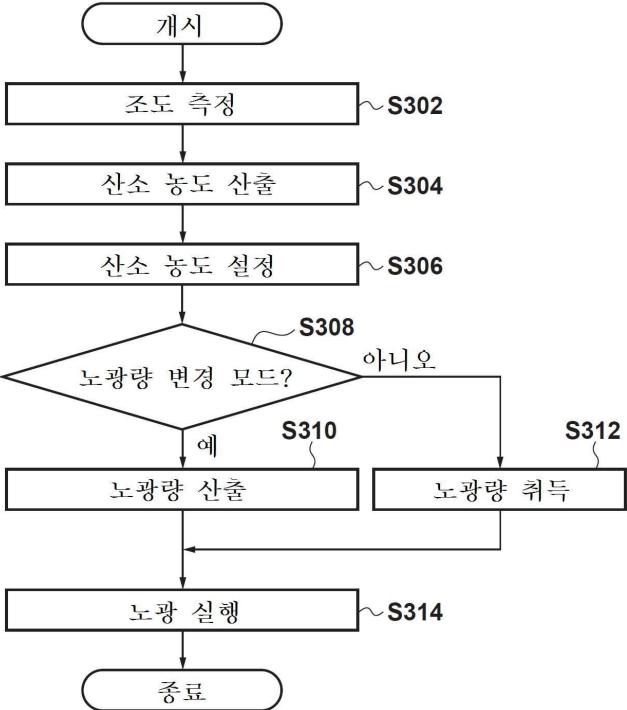 개시
조도 측정 S302
산소 농도 산출 S304
산소 농도 설정 S306
S308
노광량 변경 모드?
아니오
예
S310
노광량 산출
S312
노광량 취득
노광 실행 S314
종료